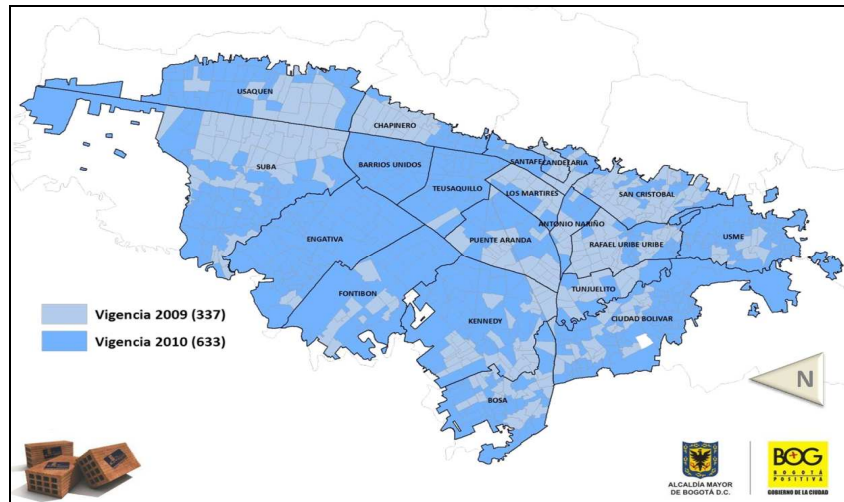 USAQUEN
CHAPINERO
SUBA
BARRIOS UNIDOS
SANTAFE
CANDELARIA
TEUSAQUILLO
LOS MARTIRES
SAN CRISTOBAL
ANTONIO NARIÑO
USME
ENGATIVA
PUENTE ARANDA
RAFAEL URIBE URIBE
TUNJUELITO
FONTIBON
KENNEDY
CIUDAD BOLIVAR
BOSA
Vigencia 2009 (337)
Vigencia 2010 (633)
N
ALCALDÍA MAYOR
DE BOGOTÁ D.C.
BOG
BOGOTÁ
POSITIVA
GOBIERNO DE LA CIUDAD